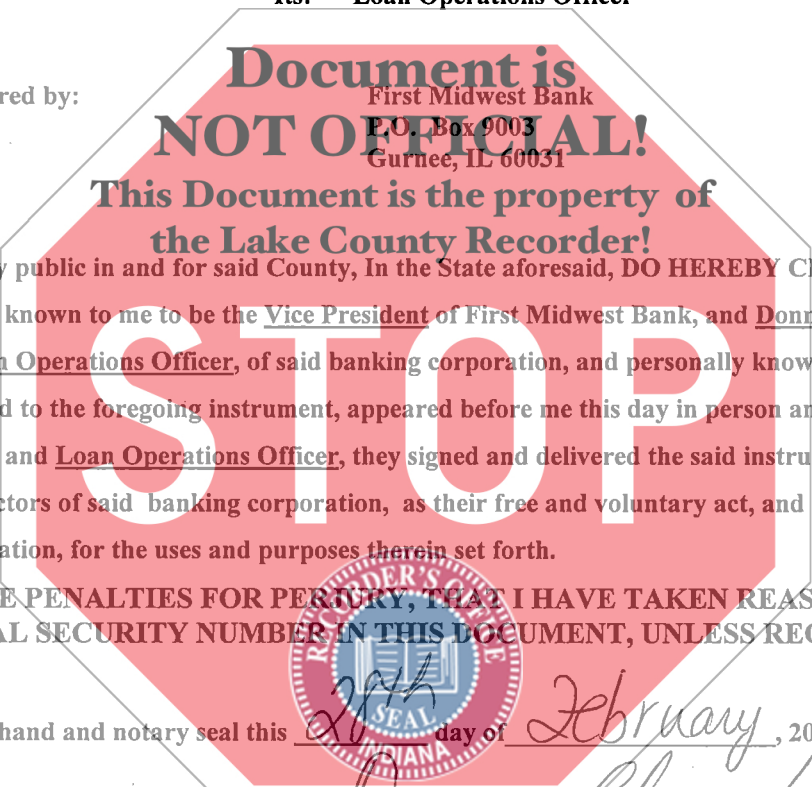 Its: Loan Operations Officer
Document is
red by: First Midwest Bank
NOT OFFICIAL!
P.O. Box 9003
Gurnee, IL 60031
This Document is the property of
the Lake County Recorder!
y public in and for said County, In the State aforesaid, DO HEREBY C
known to me to be the Vice President of First Midwest Bank, and Donn
n Operations Officer, of said banking corporation, and personally know
d to the foregoing instrument, appeared before me this day in person an
and Loan Operations Officer, they signed and delivered the said instru
STOP
ctors of said banking corporation, as their free and voluntary act, and
ation, for the uses and purposes therein set forth.
E PENALTIES FOR PERJURY, THAT I HAVE TAKEN REAS
AL SECURITY NUMBER IN THIS DOCUMENT, UNLESS REQ
RECORDER'S OFFICE
SEAL
INDIANA
hand and notary seal this 28th day of February, 20